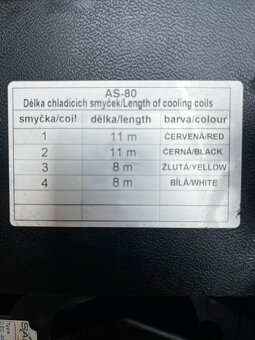 AS-80
Délka chladicich smyček/Length of cooling coils
smyčka/coil délka/length barva/colour
1 11 m ČERVENÁ/RED
2 11 m ČERNÁ/BLACK
3 8 m ŽLUTÁ/YELLOW
4 8 m BÍLÁ/WHITE